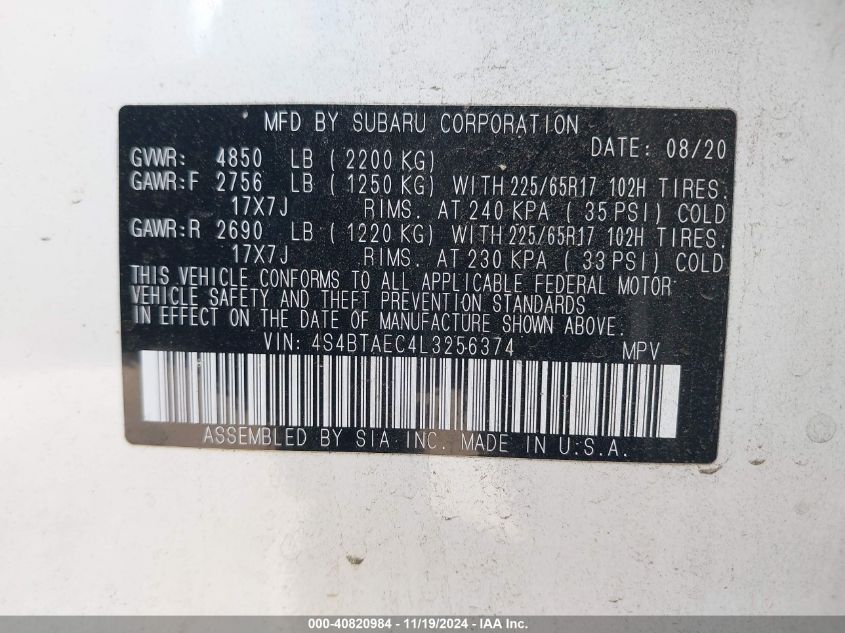 MFD BY SUBARU CORPORATION
DATE: 08/20
GVWR: 4850 LB (2200 KG)
GAWR:F 2756 LB (1250 KG) WITH 225/65R17 102H TIRES.
17X7J RIMS. AT 240 KPA (35 PSI) COLD
GAWR:R 2690 LB (1220 KG) WITH 225/65R17 102H TIRES.
17X7J RIMS. AT 230 KPA (33 PSI) COLD
THIS VEHICLE CONFORMS TO ALL APPLICABLE FEDERAL MOTOR
VEHICLE SAFETY AND THEFT PREVENTION STANDARDS
IN EFFECT ON THE DATE OF MANUFACTURE SHOWN ABOVE.
VIN: 4S4BTAEC4L3256374 MPV
ASSEMBLED BY SIA INC. MADE IN U.S.A.
000-40820984 - 11/19/2024 - IAA Inc.